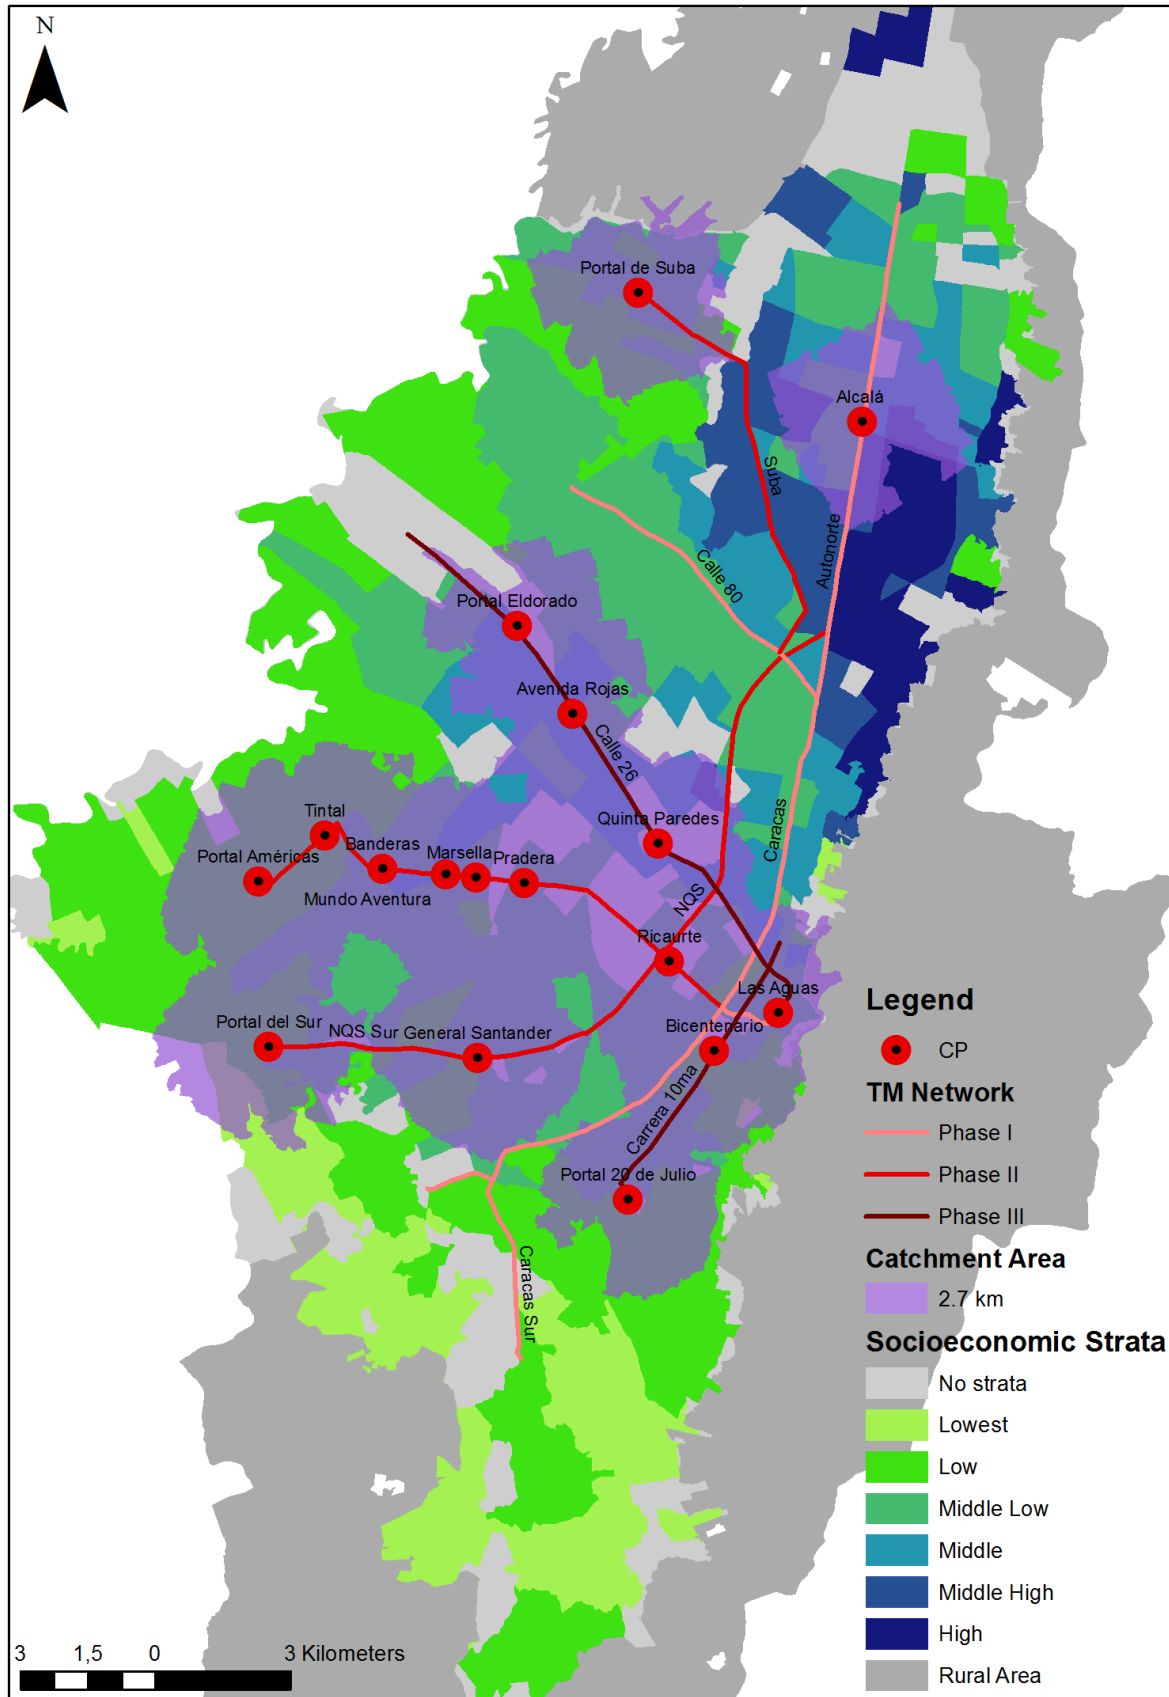 N
Portal de Suba
Alcalá
Suba
Autonorte
Calle 80
Portal Eldorado
Avenida Rojas
Calle 26
Quinta Paredes
Caracas
Tintal
Banderas
Marsella
Pradera
Portal Américas
Mundo Aventura
NQS
Ricaurte
Las Aguas
Portal del Sur
NQS Sur
General Santander
Bicentenario
Carrera 10ma
Portal 20 de Julio
Caracas Sur
Legend
CP
TM Network
Phase I
Phase II
Phase III
Catchment Area
2.7 km
Socioeconomic Strata
No strata
Lowest
Low
Middle Low
Middle
Middle High
High
Rural Area
3 1,5 0 3 Kilometers